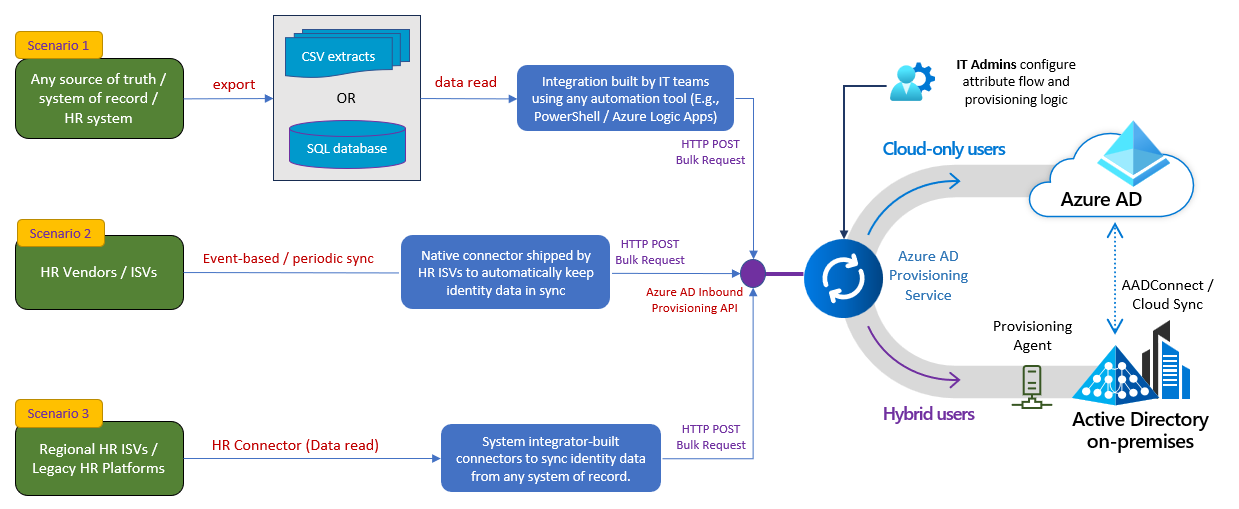 Scenario 1
Any source of truth /
system of record /
HR system
export
CSV extracts
OR
SQL database
data read
Integration built by IT teams
using any automation tool (E.g.,
PowerShell / Azure Logic Apps)
HTTP POST
Bulk Request
IT Admins configure
attribute flow and
provisioning logic
Cloud-only users
Azure AD
Scenario 2
HR Vendors / ISVs
Event-based / periodic sync
Native connector shipped by
HR ISVs to automatically keep
identity data in sync
HTTP POST
Bulk Request
Azure AD Inbound
Provisioning API
Azure AD
Provisioning
Service
AADConnect /
Cloud Sync
Provisioning
Agent
Hybrid users
Active Directory
on-premises
Scenario 3
Regional HR ISVs /
Legacy HR Platforms
HR Connector (Data read)
System integrator-built
connectors to sync identity data
from any system of record.
HTTP POST
Bulk Request